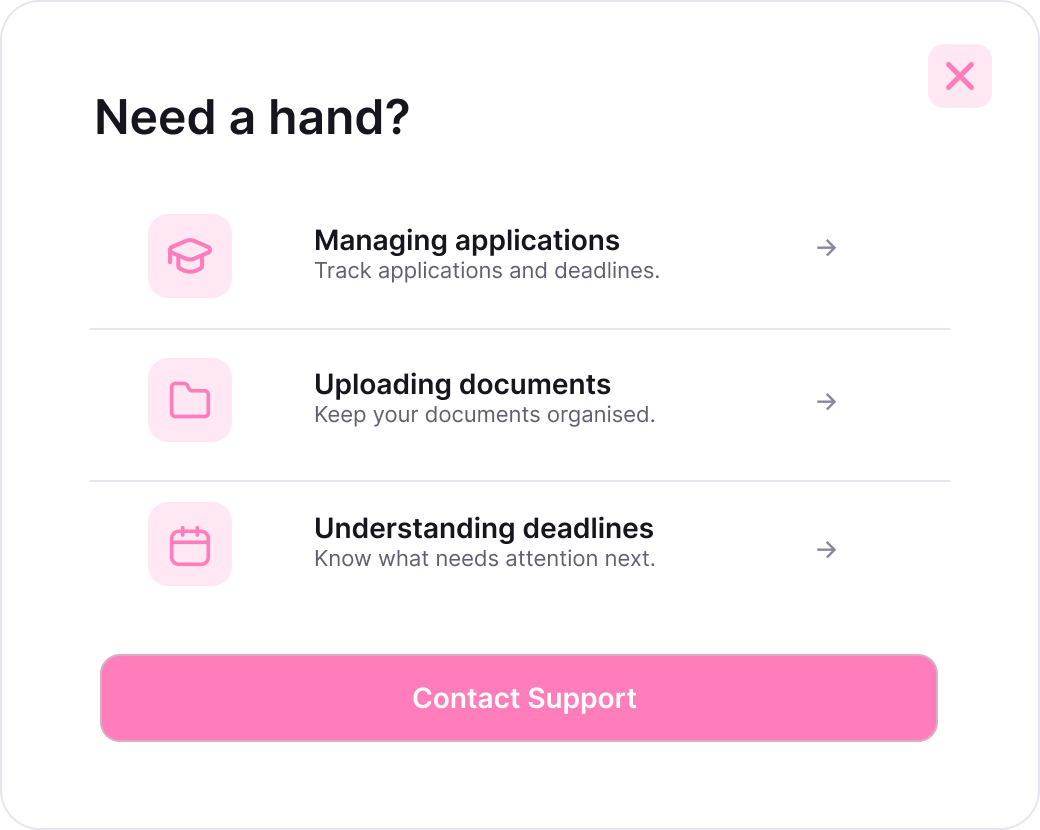 Need a hand?
Managing applications
Track applications and deadlines.
Uploading documents
Keep your documents organised.
Understanding deadlines
Know what needs attention next.
Contact Support